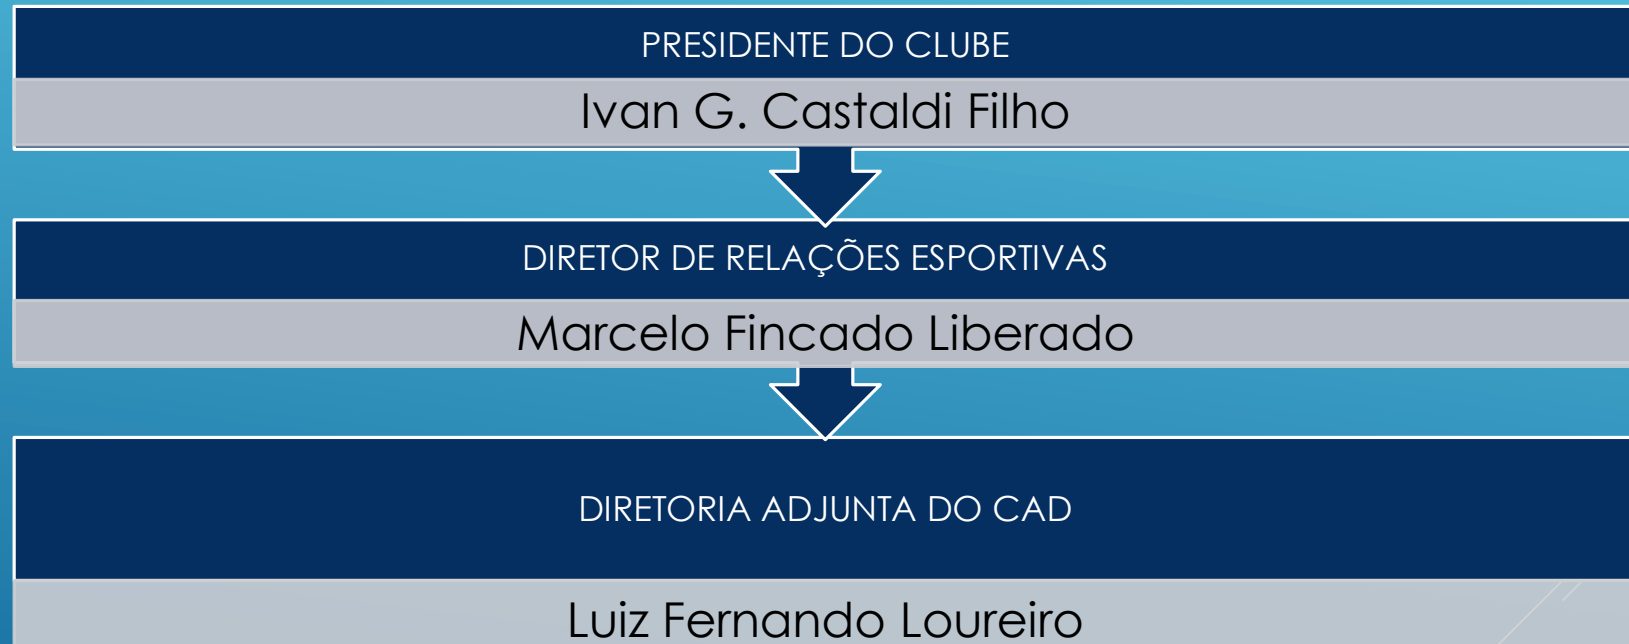 PRESIDENTE DO CLUBE
Ivan G. Castaldi Filho
DIRETOR DE RELAÇÕES ESPORTIVAS
Marcelo Fincado Liberado
DIRETORIA ADJUNTA DO CAD
Luiz Fernando Loureiro